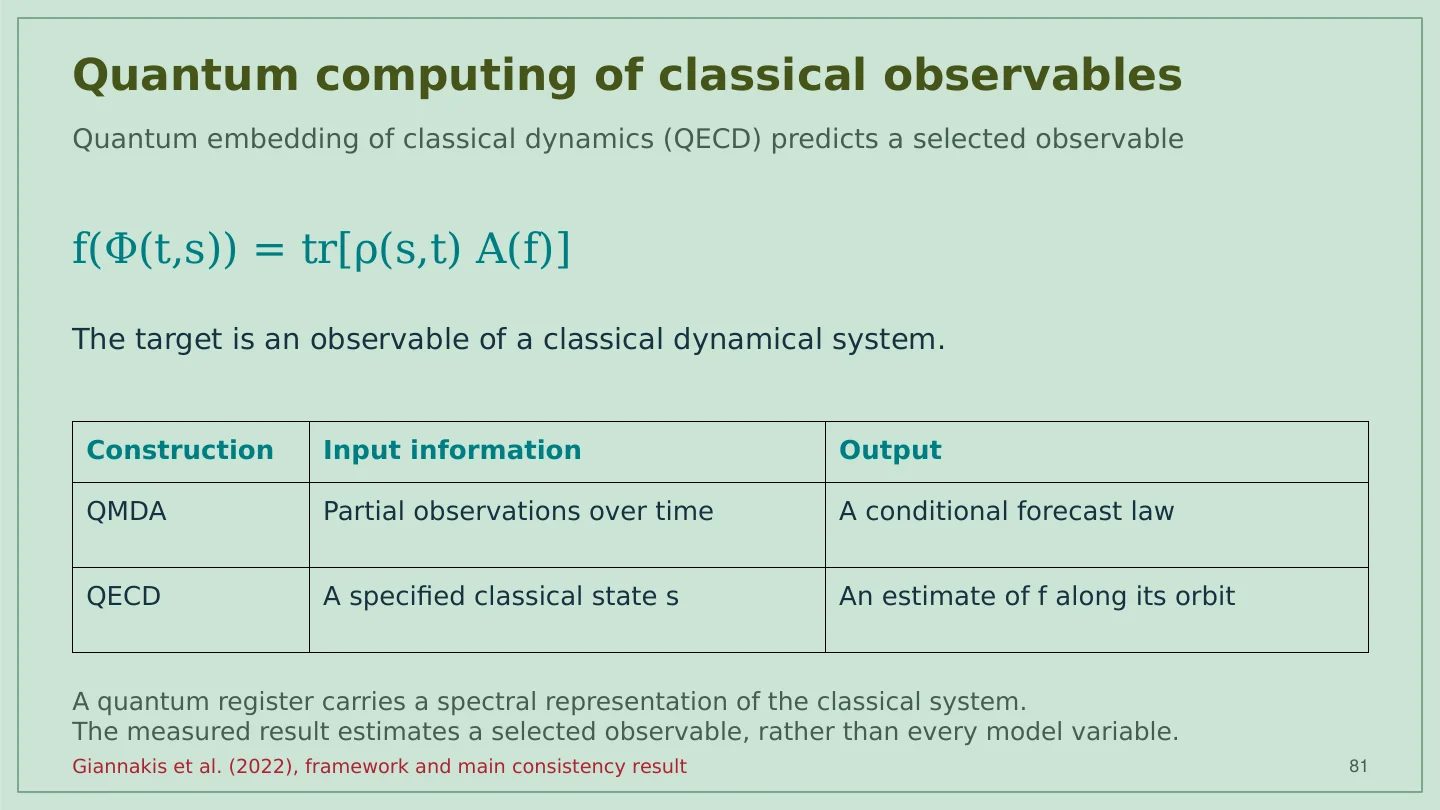 Quantum computing of classical observables
Quantum embedding of classical dynamics (QECD) predicts a selected observable
f(Φ(t,s)) = tr[ρ(s,t) A(f)]
The target is an observable of a classical dynamical system.
Construction Input information Output
QMDA Partial observations over time A conditional forecast law
QECD A specified classical state s An estimate of f along its orbit
A quantum register carries a spectral representation of the classical system.
The measured result estimates a selected observable, rather than every model variable.
Giannakis et al. (2022), framework and main consistency result 81